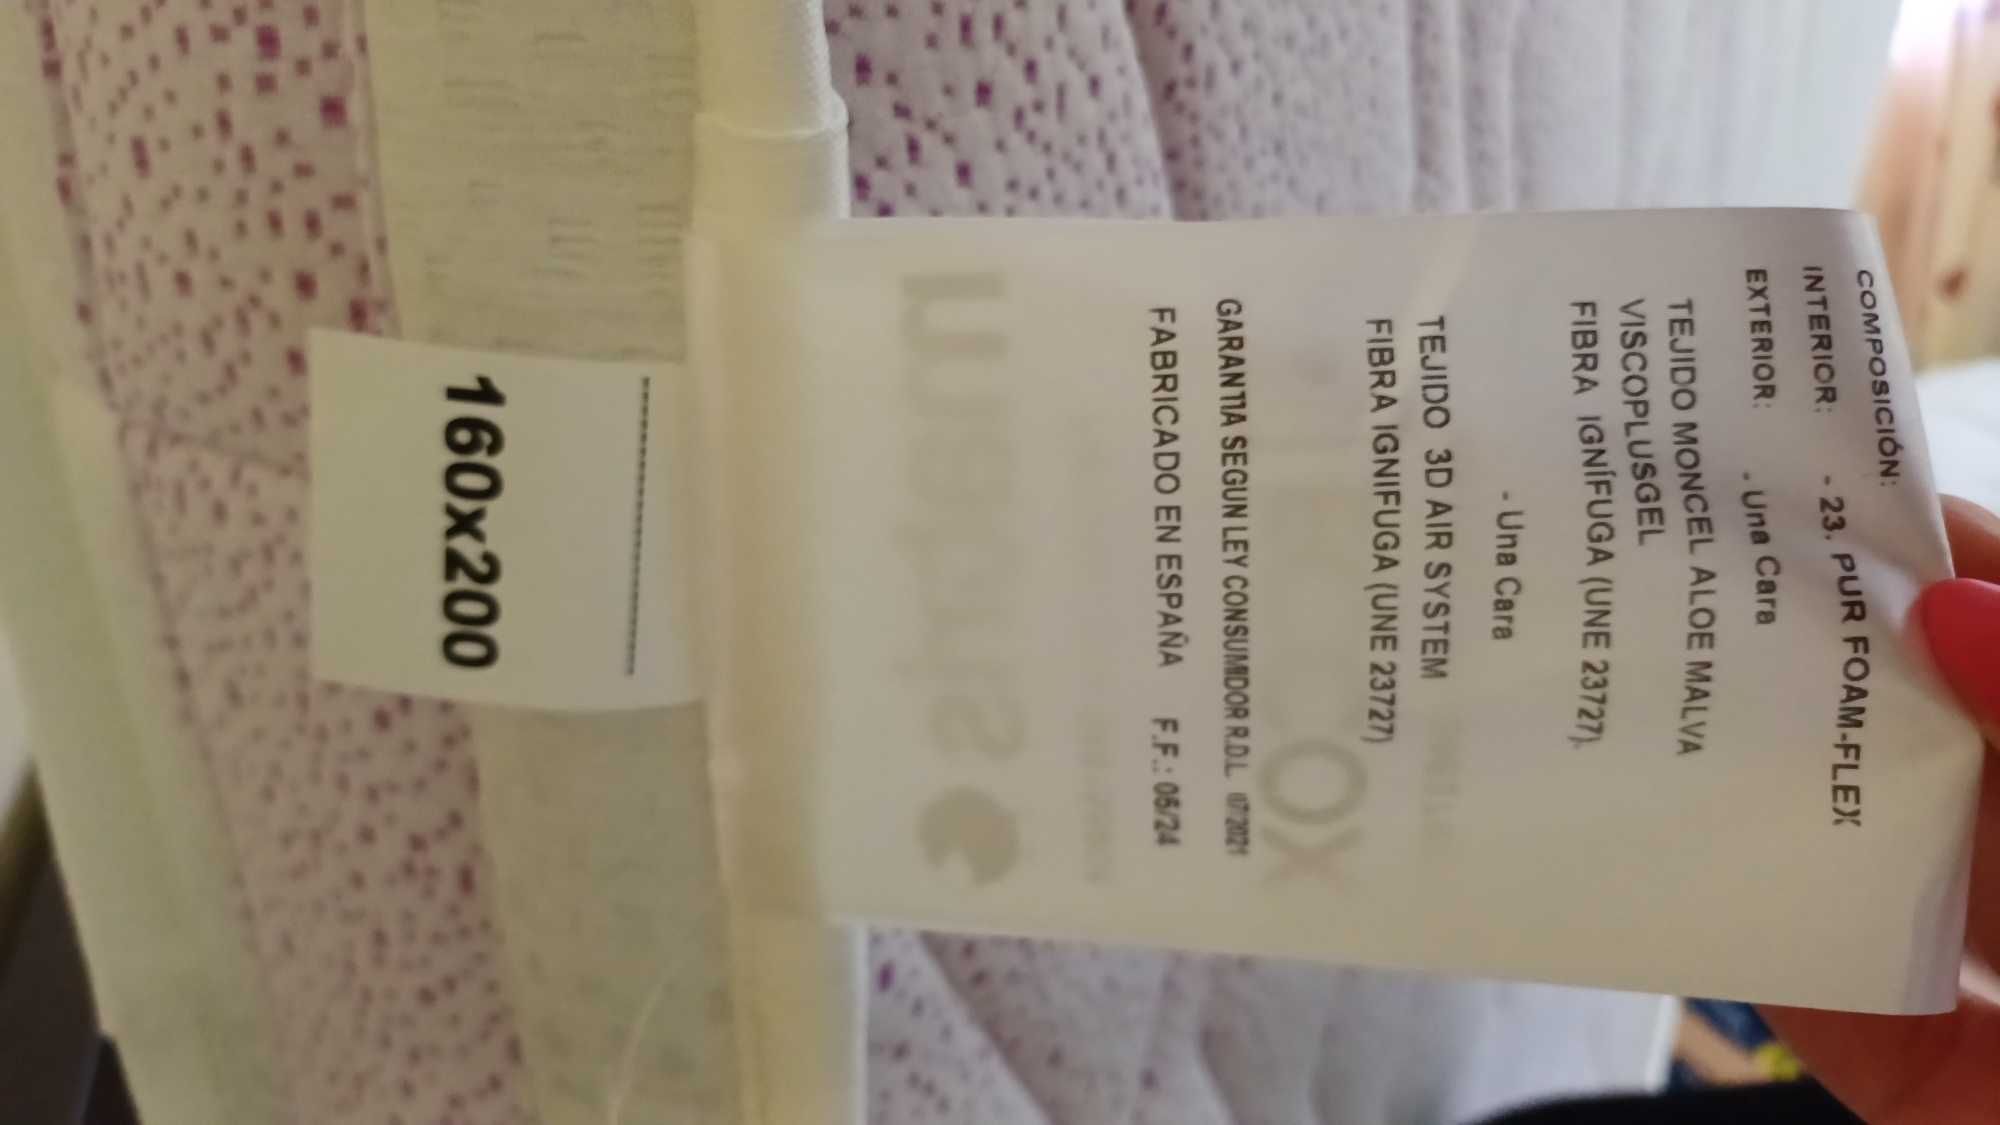 COMPOSICIÓN:
INTERIOR: - 23. PUR FOAM-FLEX
EXTERIOR: . Una Cara
TEJIDO MONCEL ALOE MALVA
VISCOPLUSGEL
FIBRA IGNÍFUGA (UNE 23727).
- Una Cara
TEJIDO 3D AIR SYSTEM
FIBRA IGNIFUGA (UNE 23727)
GARANTIA SEGUN LEY CONSUMIDOR R.D.L. 07/2021
FABRICADO EN ESPAÑA F.F.: 05/24
160x200